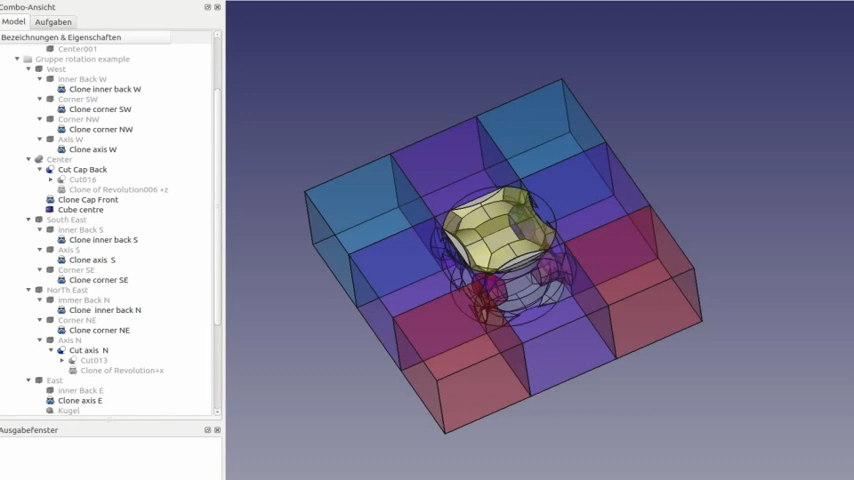 Combo-Ansicht
Model Aufgaben
Bezeichnungen & Eigenschaften
Center001
Gruppe rotation example
West
inner Back W
Clone inner back W
Corner SW
Clone corner SW
Corner NW
Clone corner NW
Axis W
Clone axis W
Center
Cut Cap Back
Cut016
Clone of Revolution006 +z
Clone Cap Front
Cube centre
South East
inner Back S
Clone inner back S
Axis S
Clone axis S
Corner SE
Clone corner SE
NorTh East
immer Back N
Clone inner back N
Corner NE
Clone corner NE
Axis N
Cut axis N
Cut013
Clone of Revolution+x
East
inner Back E
Clone axis E
Kugel
Ausgabefenster